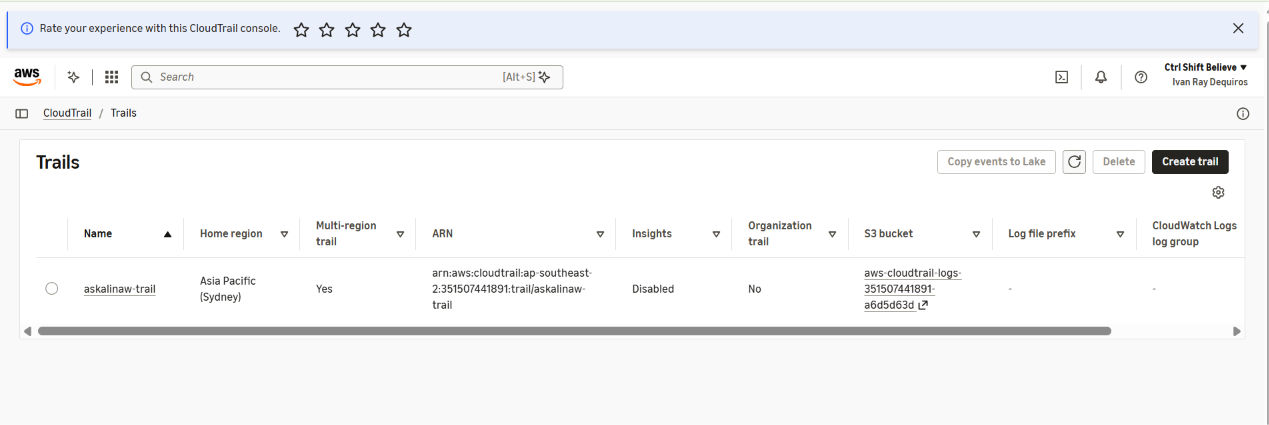 Rate your experience with this CloudTrail console.
aws
Search
[Alt+S]
Ctrl Shift Believe
Ivan Ray Dequiros
CloudTrail / Trails
Trails
Copy events to Lake
Delete
Create trail
Name
Home region
Multi-region
trail
ARN
Insights
Organization
trail
S3 bucket
Log file prefix
CloudWatch Logs
log group
askalinaw-trail
Asia Pacific
(Sydney)
Yes
arn:aws:cloudtrail:ap-southeast-
2:351507441891:trail/askalinaw-
trail
Disabled
No
aws-cloudtrail-logs-
351507441891-
a6d5d63d
-
-